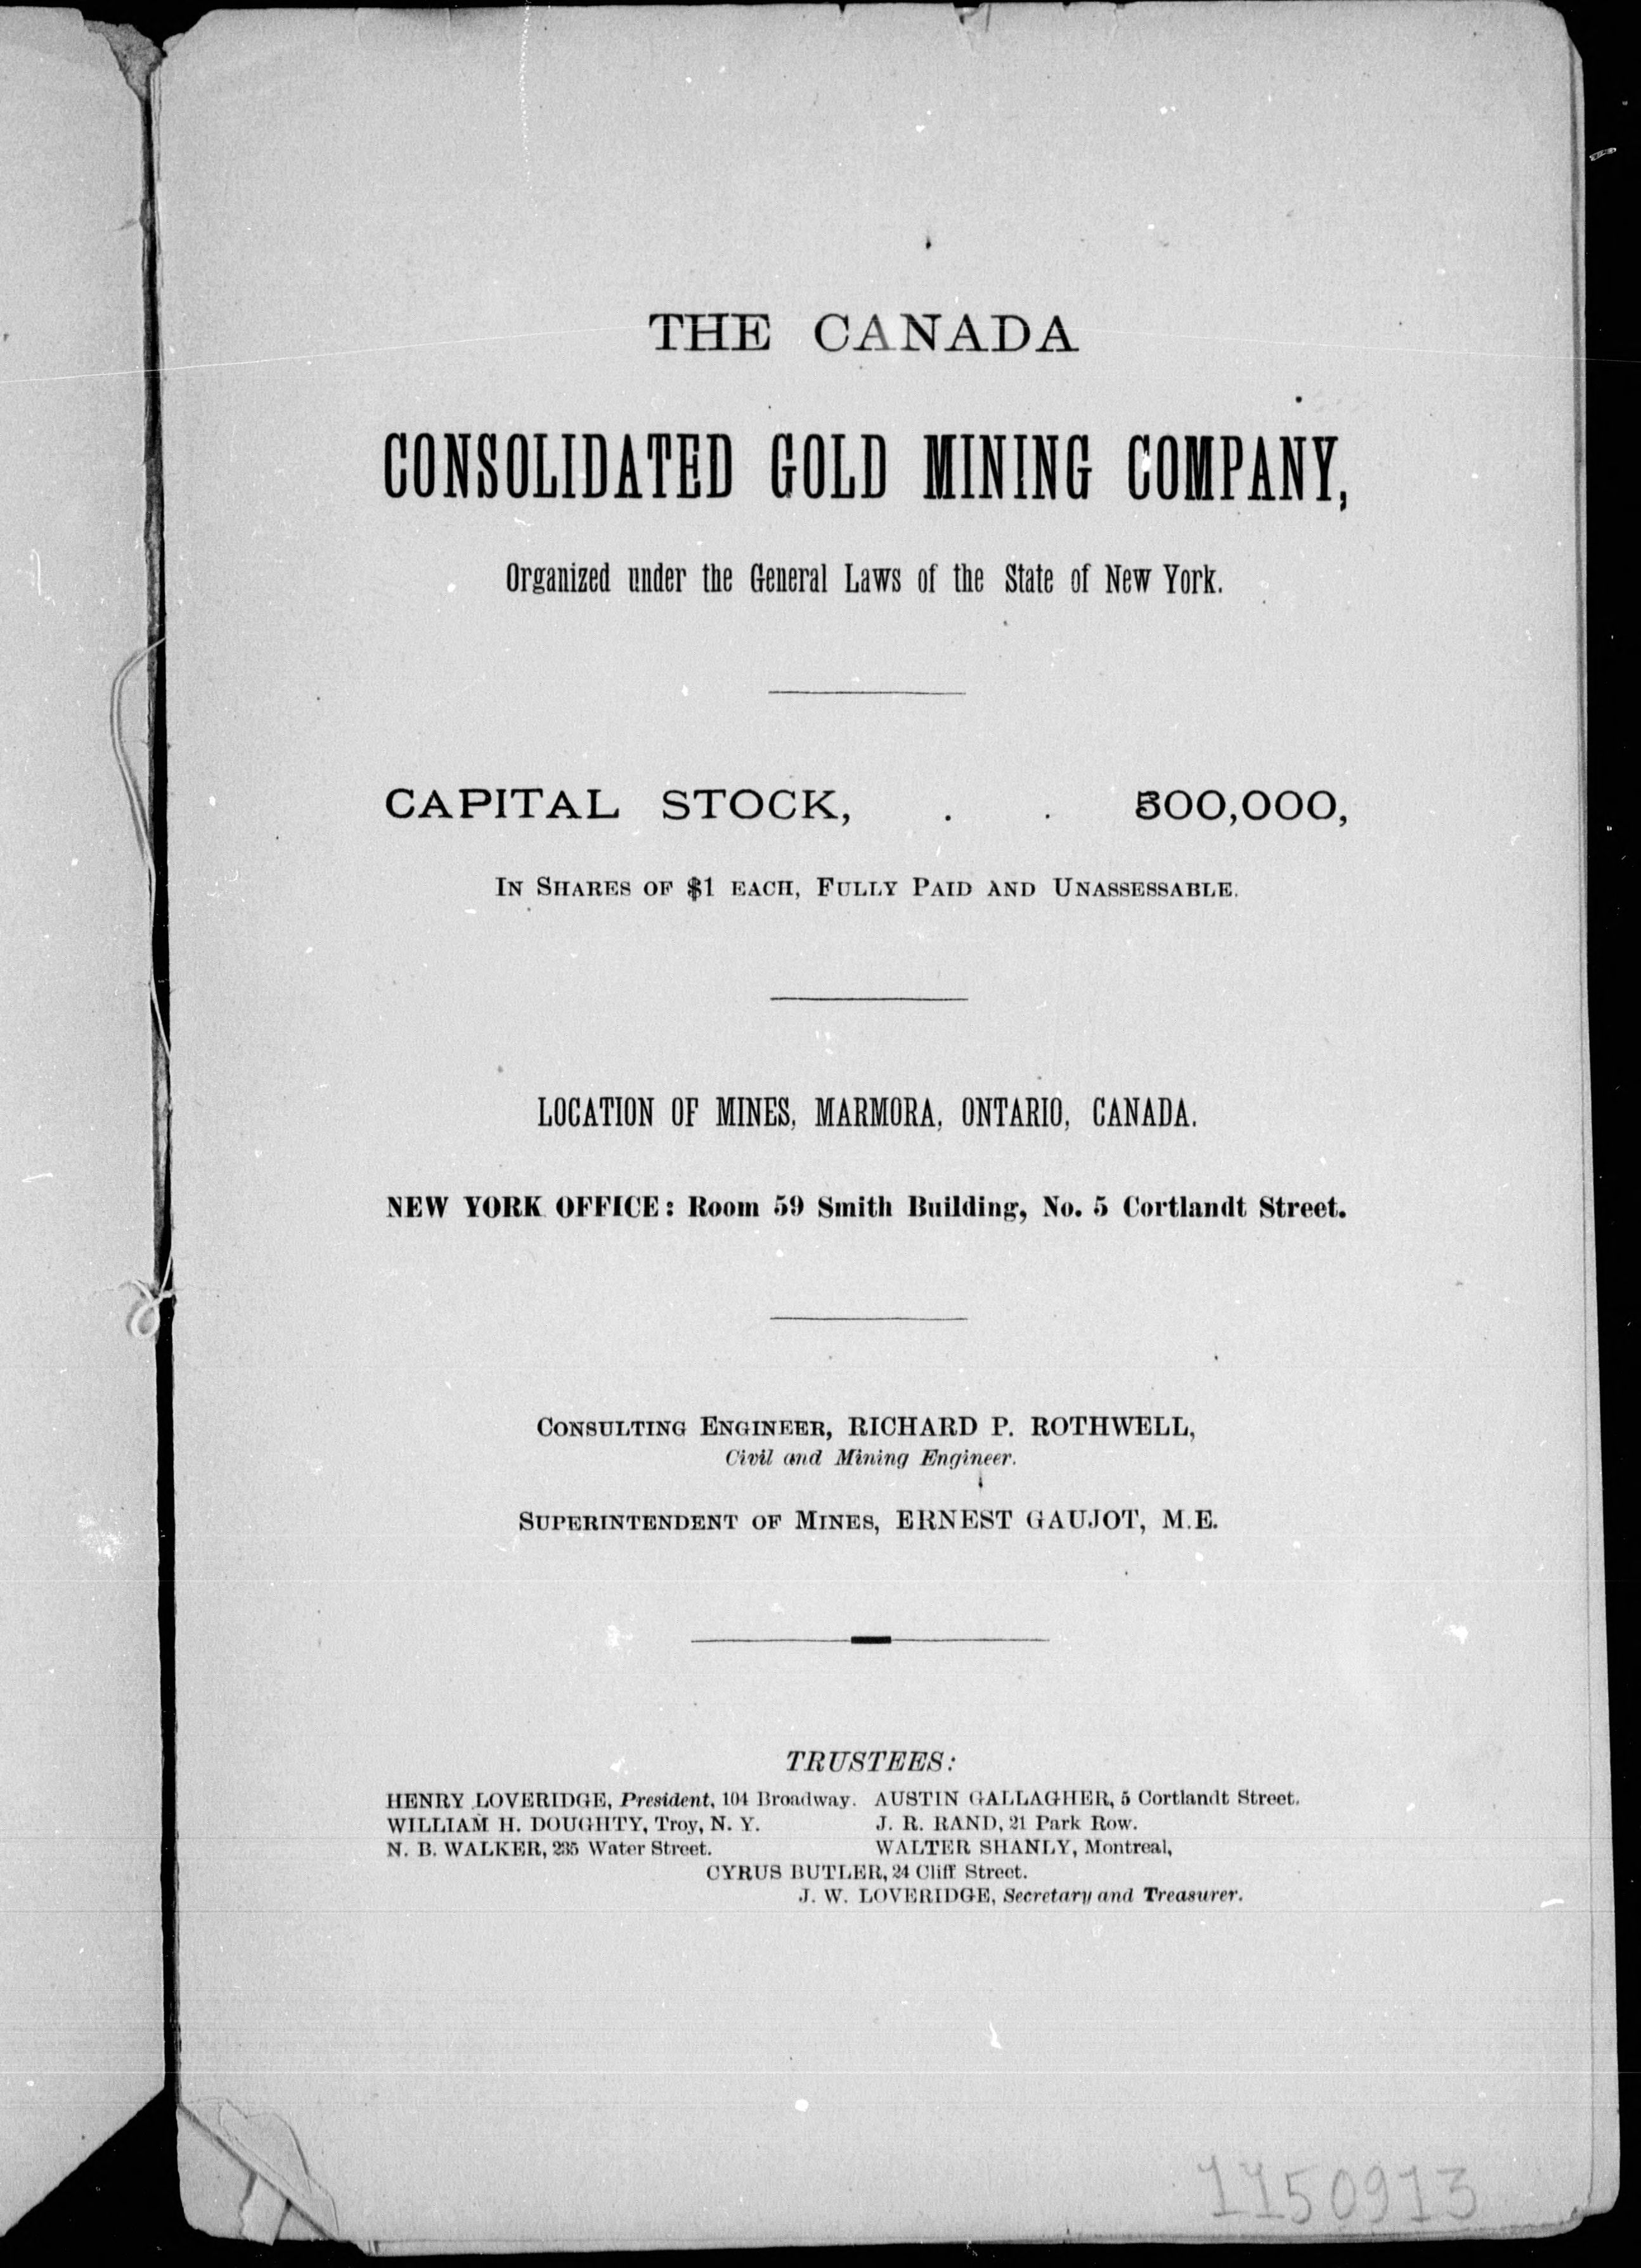 THE CANADA
CONSOLIDATED GOLD MINING COMPANY,
Organized under the General Laws of the State of New York.
CAPITAL STOCK, . . 500,000,
IN SHARES OF $1 EACH, FULLY PAID AND UNASSESSABLE.
LOCATION OF MINES, MARMORA, ONTARIO, CANADA.
NEW YORK OFFICE: Room 59 Smith Building, No. 5 Cortlandt Street.
CONSULTING ENGINEER, RICHARD P. ROTHWELL,
Civil and Mining Engineer.
SUPERINTENDENT OF MINES, ERNEST GAUJOT, M.E.
TRUSTEES:
HENRY LOVERIDGE, President, 104 Broadway. AUSTIN GALLAGHER, 5 Cortlandt Street.
WILLIAM H. DOUGHTY, Troy, N. Y. J. R. RAND, 21 Park Row.
N. B. WALKER, 235 Water Street. WALTER SHANLY, Montreal,
CYRUS BUTLER, 24 Cliff Street.
J. W. LOVERIDGE, Secretary and Treasurer.
1150913